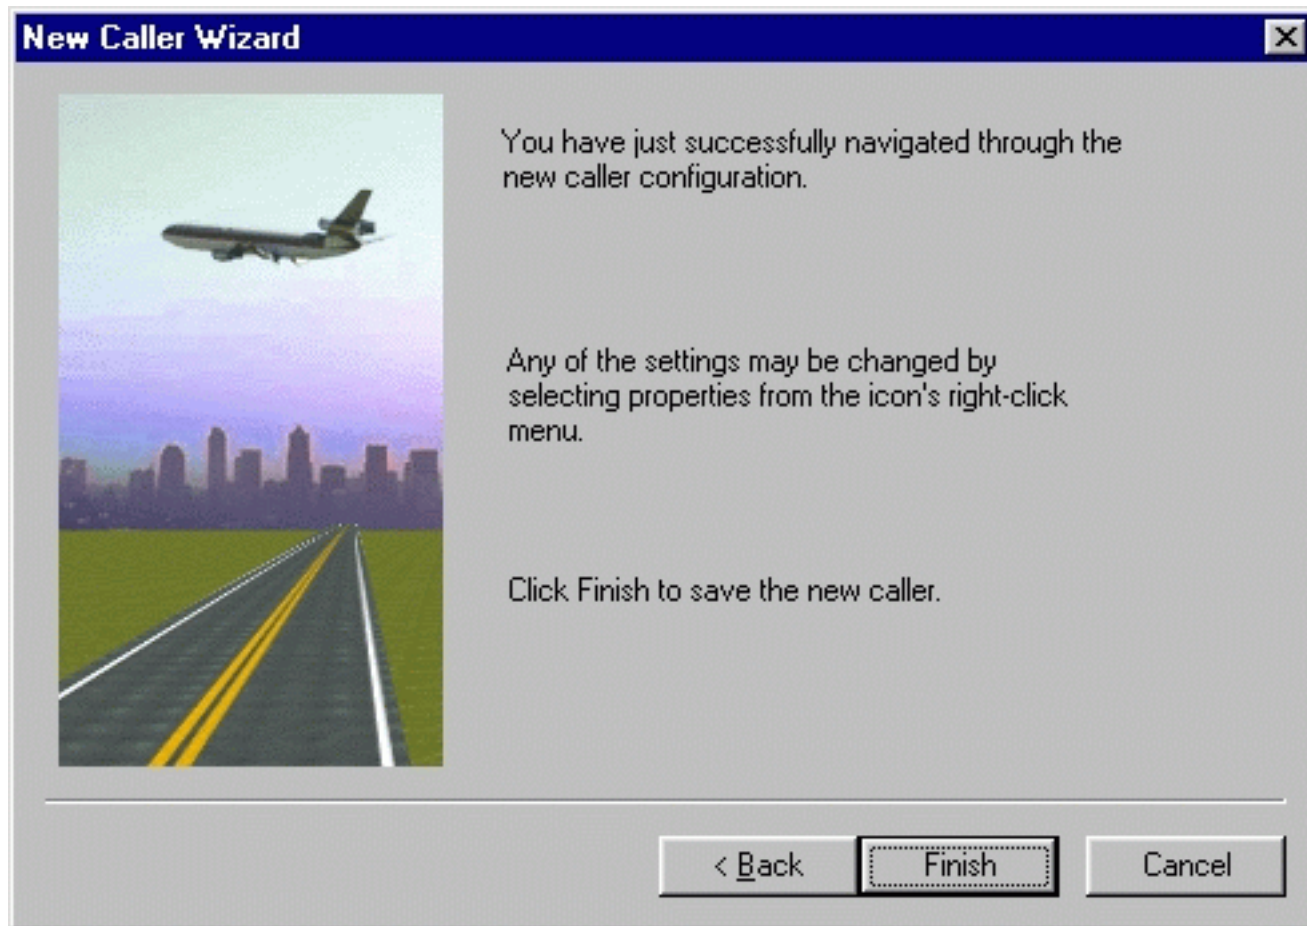 New Caller Wizard
You have just successfully navigated through the
new caller configuration.
Any of the settings may be changed by
selecting properties from the icon's right-click
menu.
Click Finish to save the new caller.
< Back
Finish
Cancel